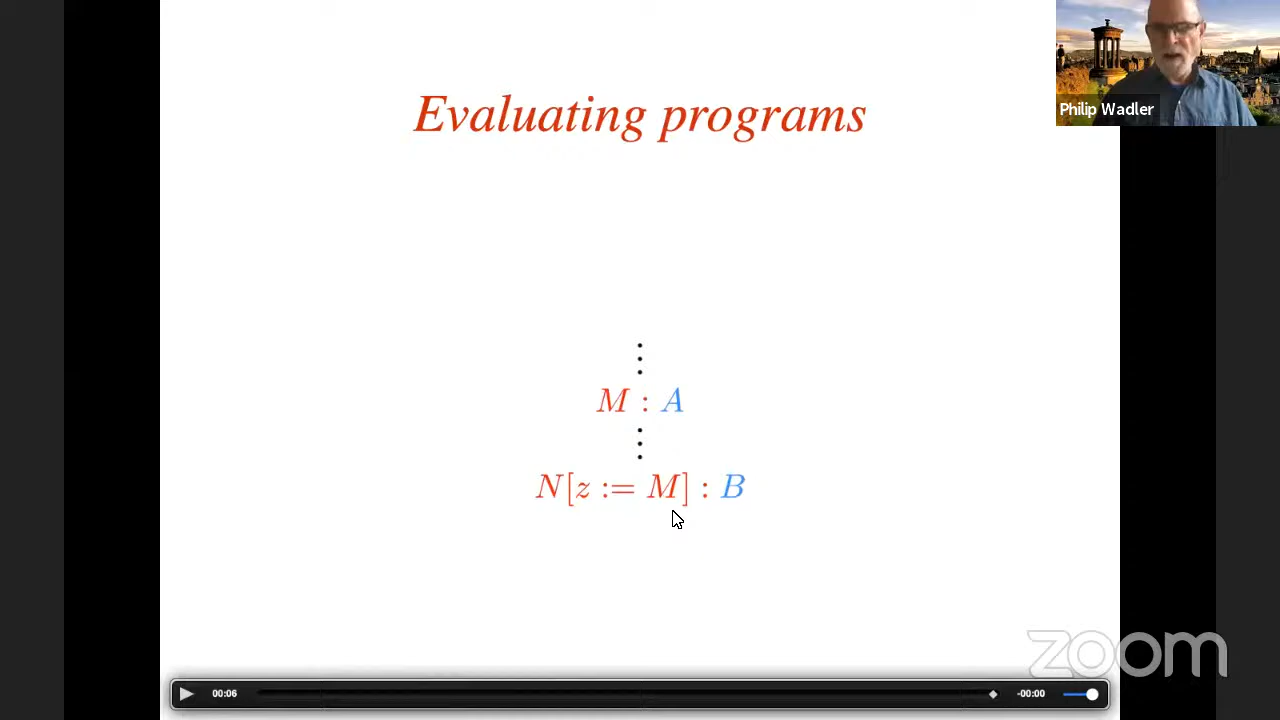 Evaluating programs
Philip Wadler
⋮
M : A
⋮
N[z := M] : B
zoom
00:06
-00:00